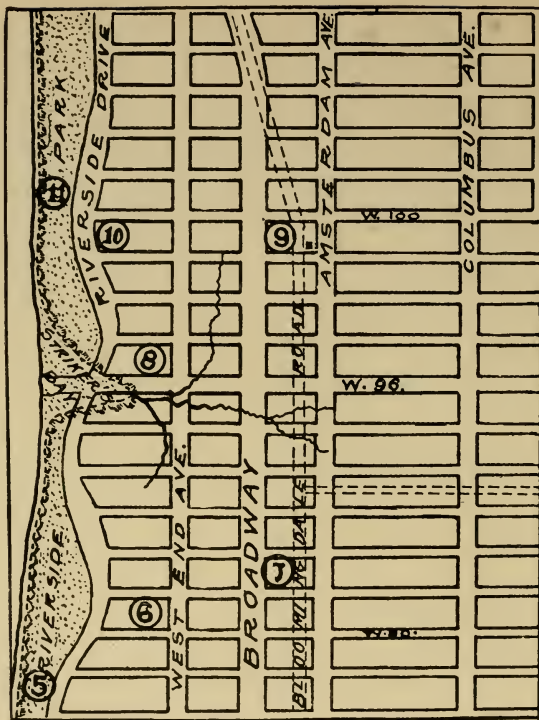 PARK
RIVERSIDE DRIVE
AMSTERDAM AVE.
COLUMBUS AVE.
11
W. 100
10
9
8
W. 96.
WEST END AVE.
BROADWAY
BLOOMINGDALE ROAD
RIVERSIDE
6
5